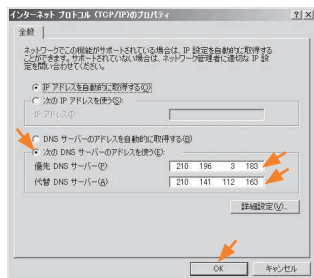 インターネット プロトコル (TCP/IP)のプロパティ
? ×
全般
ネットワークでこの機能がサポートされている場合は、IP 設定を自動的に取得する
ことができます。サポートされていない場合は、ネットワーク管理者に適切な IP 設
定を問い合わせてください。
IP アドレスを自動的に取得する(O)
次の IP アドレスを使う(S):
IP アドレス(I):
DNS サーバーのアドレスを自動的に取得する(B)
次の DNS サーバーのアドレスを使う(E):
優先 DNS サーバー(P): 210 196 3 183
代替 DNS サーバー(A): 210 141 112 163
詳細設定(V)...
OK キャンセル